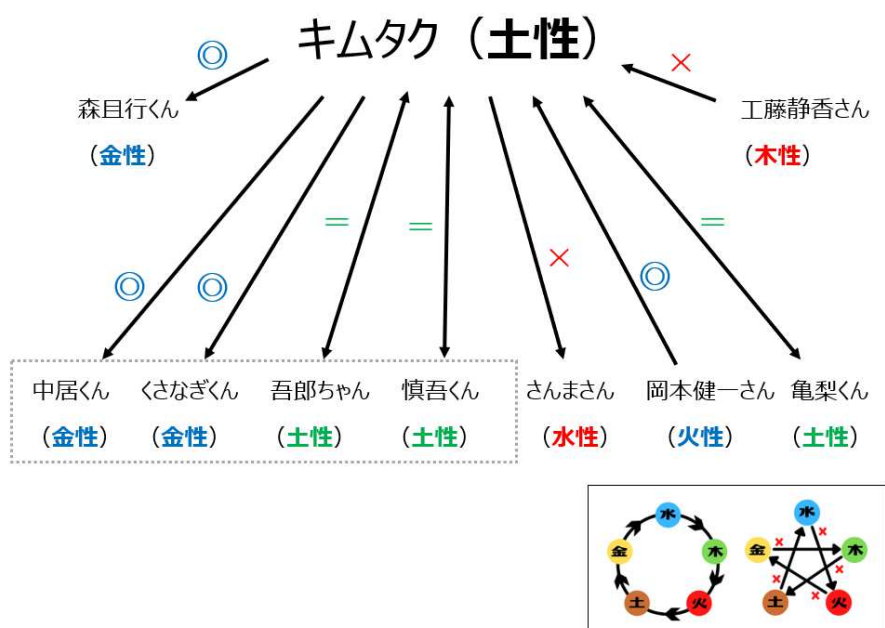 キムタク（土性）
◎
×
森且行くん
（金性）
工藤静香さん
（木性）
＝
＝
＝
◎
◎
×
◎
中居くん
くさなぎくん
吾郎ちゃん
慎吾くん
さんまさん
岡本健一さん
亀梨くん
（金性）
（金性）
（土性）
（土性）
（水性）
（火性）
（土性）
水
木
火
土
金
水
木
火
土
金
×
×
×
×
×